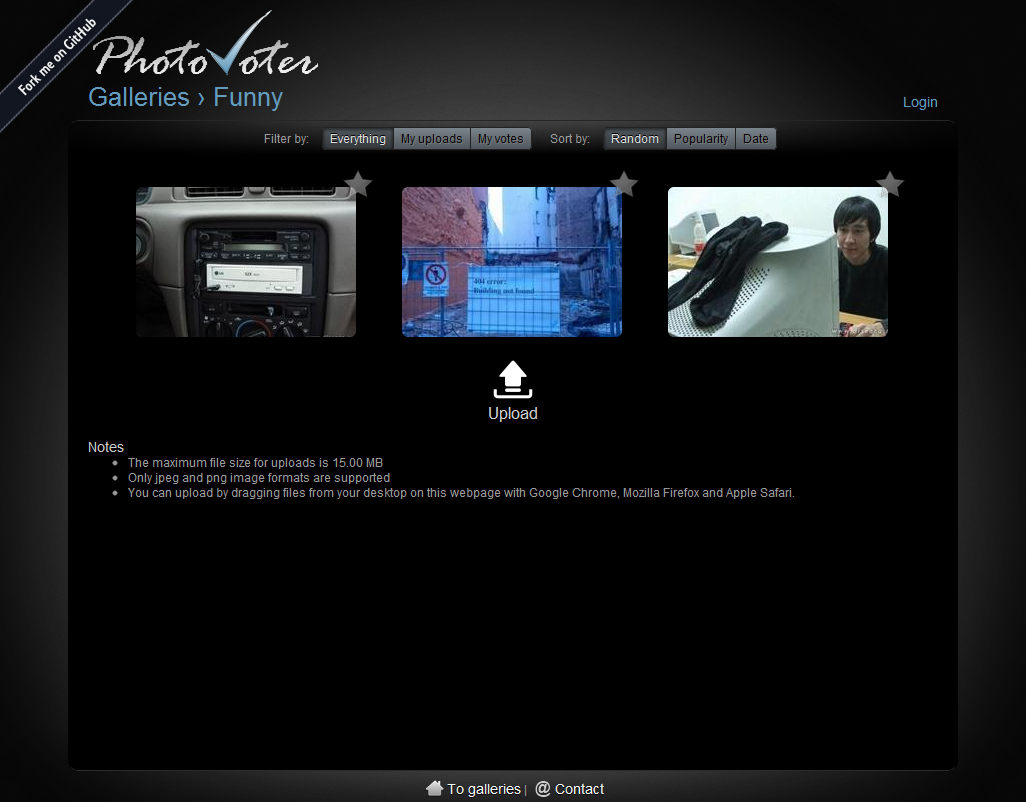 Fork me on GitHub
PhotoVoter
Galleries › Funny
Login
Filter by: Everything My uploads My votes Sort by: Random Popularity Date
404 error:
Building not found
Upload
Notes
The maximum file size for uploads is 15.00 MB
Only jpeg and png image formats are supported
You can upload by dragging files from your desktop on this webpage with Google Chrome, Mozilla Firefox and Apple Safari.
To galleries | @ Contact